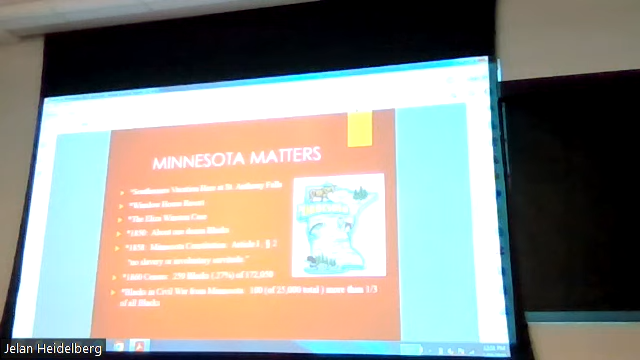 MINNESOTA MATTERS
*Southerners Vacation Here at St. Anthony Falls
*Winslow House Resort
*The Eliza Winston Case
*1850: About one dozen Blacks
*1858: Minnesota Constitution: Article I, ¶ 2
"no slavery or involuntary servitude."
*1860 Census: 259 Blacks (.27%) of 172,050
*Blacks in Civil War from Minnesota: 100 (of 25,000 total) more than 1/3
of all Blacks
Jelan Heidelberg